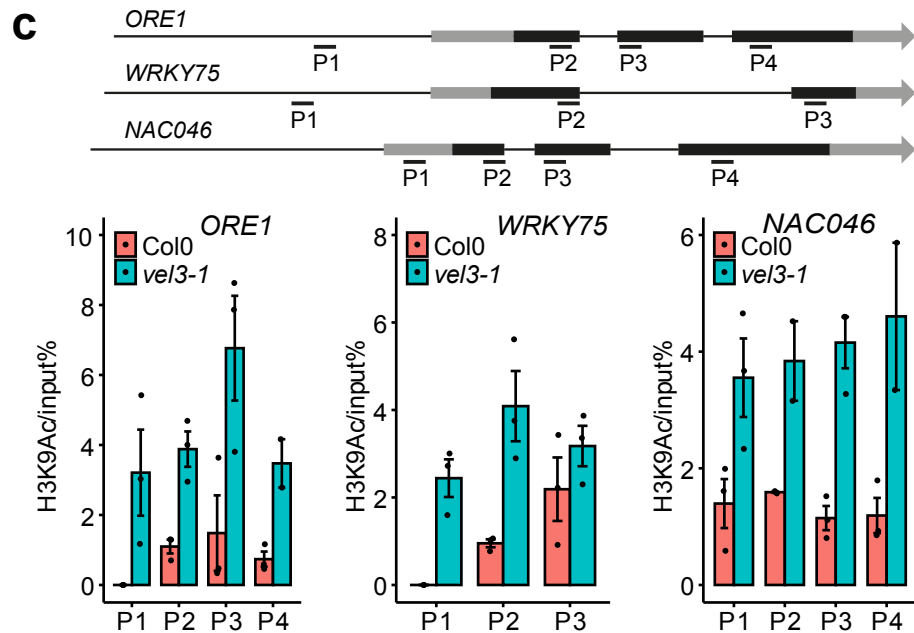 c
ORE1
P1 P2 P3 P4
WRKY75
P1 P2 P3
NAC046
P1 P2 P3 P4
ORE1
Col0
vel3-1
H3K9Ac/input%
10
8
6
4
2
0
P1 P2 P3 P4
WRKY75
Col0
vel3-1
H3K9Ac/input%
8
6
4
2
0
P1 P2 P3
NAC046
Col0
vel3-1
H3K9Ac/input%
6
4
2
0
P1 P2 P3 P4